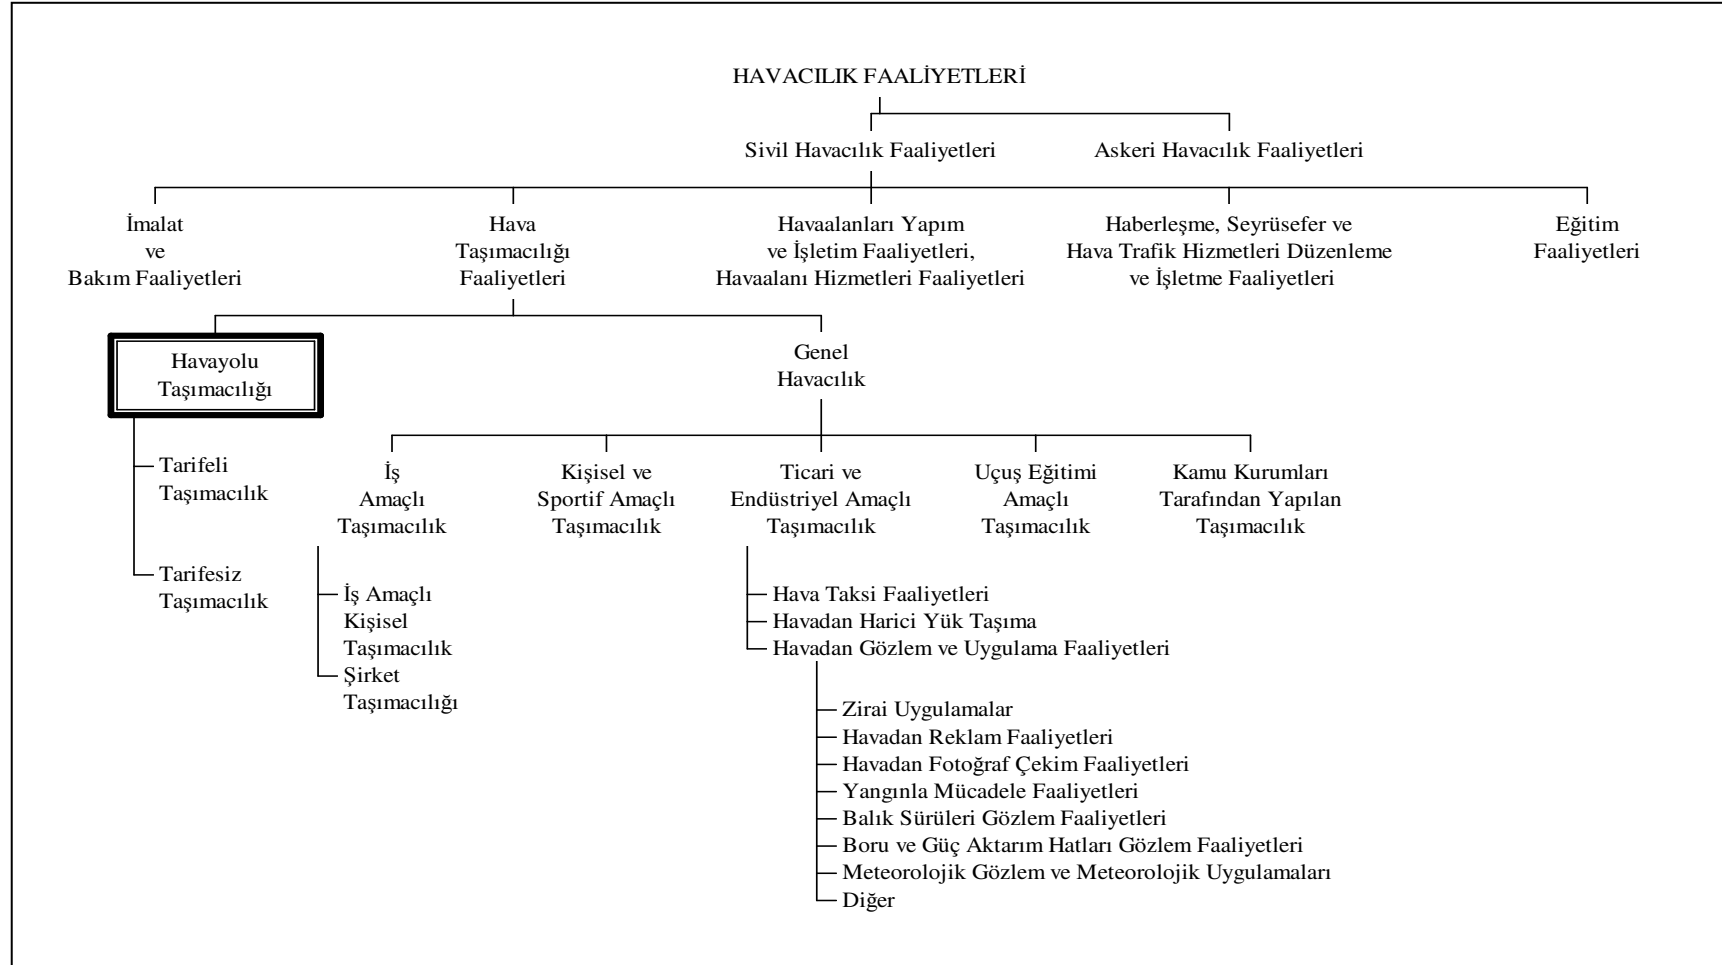 HAVACILIK FAALİYETLERİ
Sivil Havacılık Faaliyetleri
Askeri Havacılık Faaliyetleri
İmalat
ve
Bakım Faaliyetleri
Hava
Taşımacılığı
Faaliyetleri
Havaalanları Yapım
ve İşletim Faaliyetleri,
Havaalanı Hizmetleri Faaliyetleri
Haberleşme, Seyrüsefer ve
Hava Trafik Hizmetleri Düzenleme
ve İşletme Faaliyetleri
Eğitim
Faaliyetleri
Havayolu
Taşımacılığı
Genel
Havacılık
Tarifeli
Taşımacılık
Tarifesiz
Taşımacılık
İş
Amaçlı
Taşımacılık
Kişisel ve
Sportif Amaçlı
Taşımacılık
Ticari ve
Endüstriyel Amaçlı
Taşımacılık
Uçuş Eğitimi
Amaçlı
Taşımacılık
Kamu Kurumları
Tarafından Yapılan
Taşımacılık
İş Amaçlı
Kişisel
Taşımacılık
Şirket
Taşımacılığı
Hava Taksi Faaliyetleri
Havadan Harici Yük Taşıma
Havadan Gözlem ve Uygulama Faaliyetleri
Zirai Uygulamalar
Havadan Reklam Faaliyetleri
Havadan Fotoğraf Çekim Faaliyetleri
Yangınla Mücadele Faaliyetleri
Balık Sürüleri Gözlem Faaliyetleri
Boru ve Güç Aktarım Hatları Gözlem Faaliyetleri
Meteorolojik Gözlem ve Meteorolojik Uygulamaları
Diğer